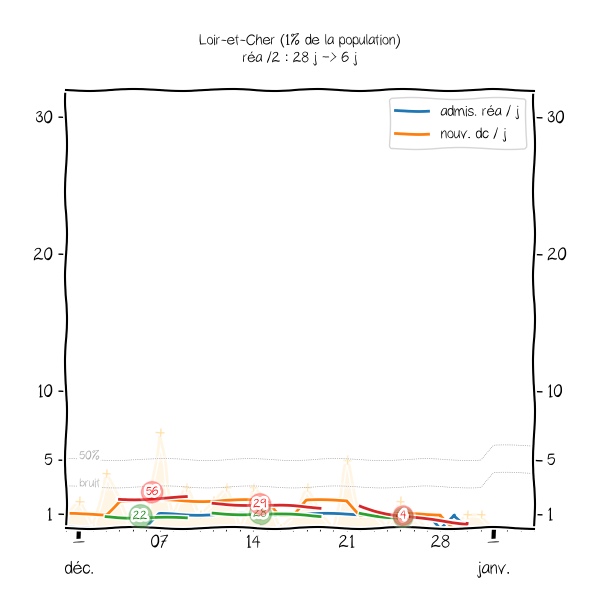 Loir-et-Cher (1% de la population)
réa /2 : 28 j -> 6 j
admis. réa / j
nouv. dc / j
30
30
20
20
10
10
5
5
1
1
50%
bruit
56
22
29
4
07
14
21
28
déc.
janv.